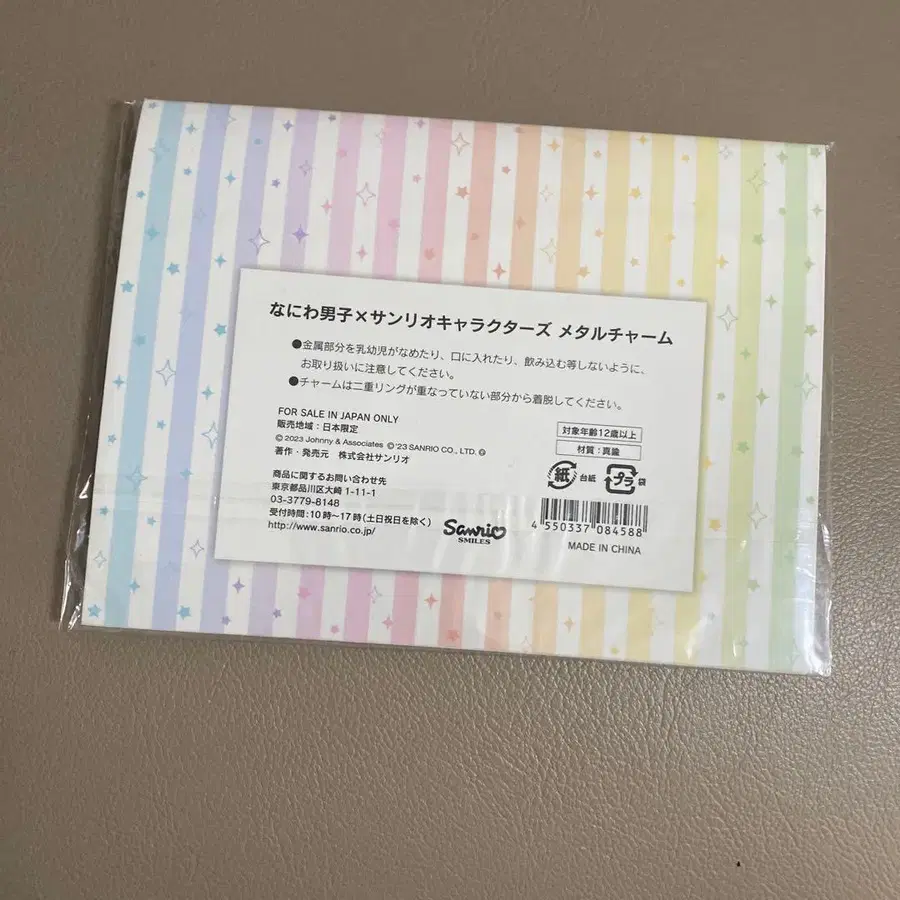 なにわ男子×サンリオキャラクターズ メタルチャーム
●金属部分を乳幼児がなめたり、口に入れたり、飲み込む等しないように、
お取り扱いに注意してください。
●チャームは二重リングが重なっていない部分から着脱してください。
FOR SALE IN JAPAN ONLY
販売地域：日本限定
© 2023 Johnny & Associates © '23 SANRIO CO., LTD. Ⓖ
著作・発売元 株式会社サンリオ
対象年齢12歳以上
材質：真鍮
紙 台紙 プラ 袋
商品に関するお問い合わせ先
東京都品川区大崎 1-11-1
03-3779-8148
受付時間：10時〜17時(土日祝日を除く)
http://www.sanrio.co.jp/
Sanrio
SMILES
4 550337 084588
MADE IN CHINA